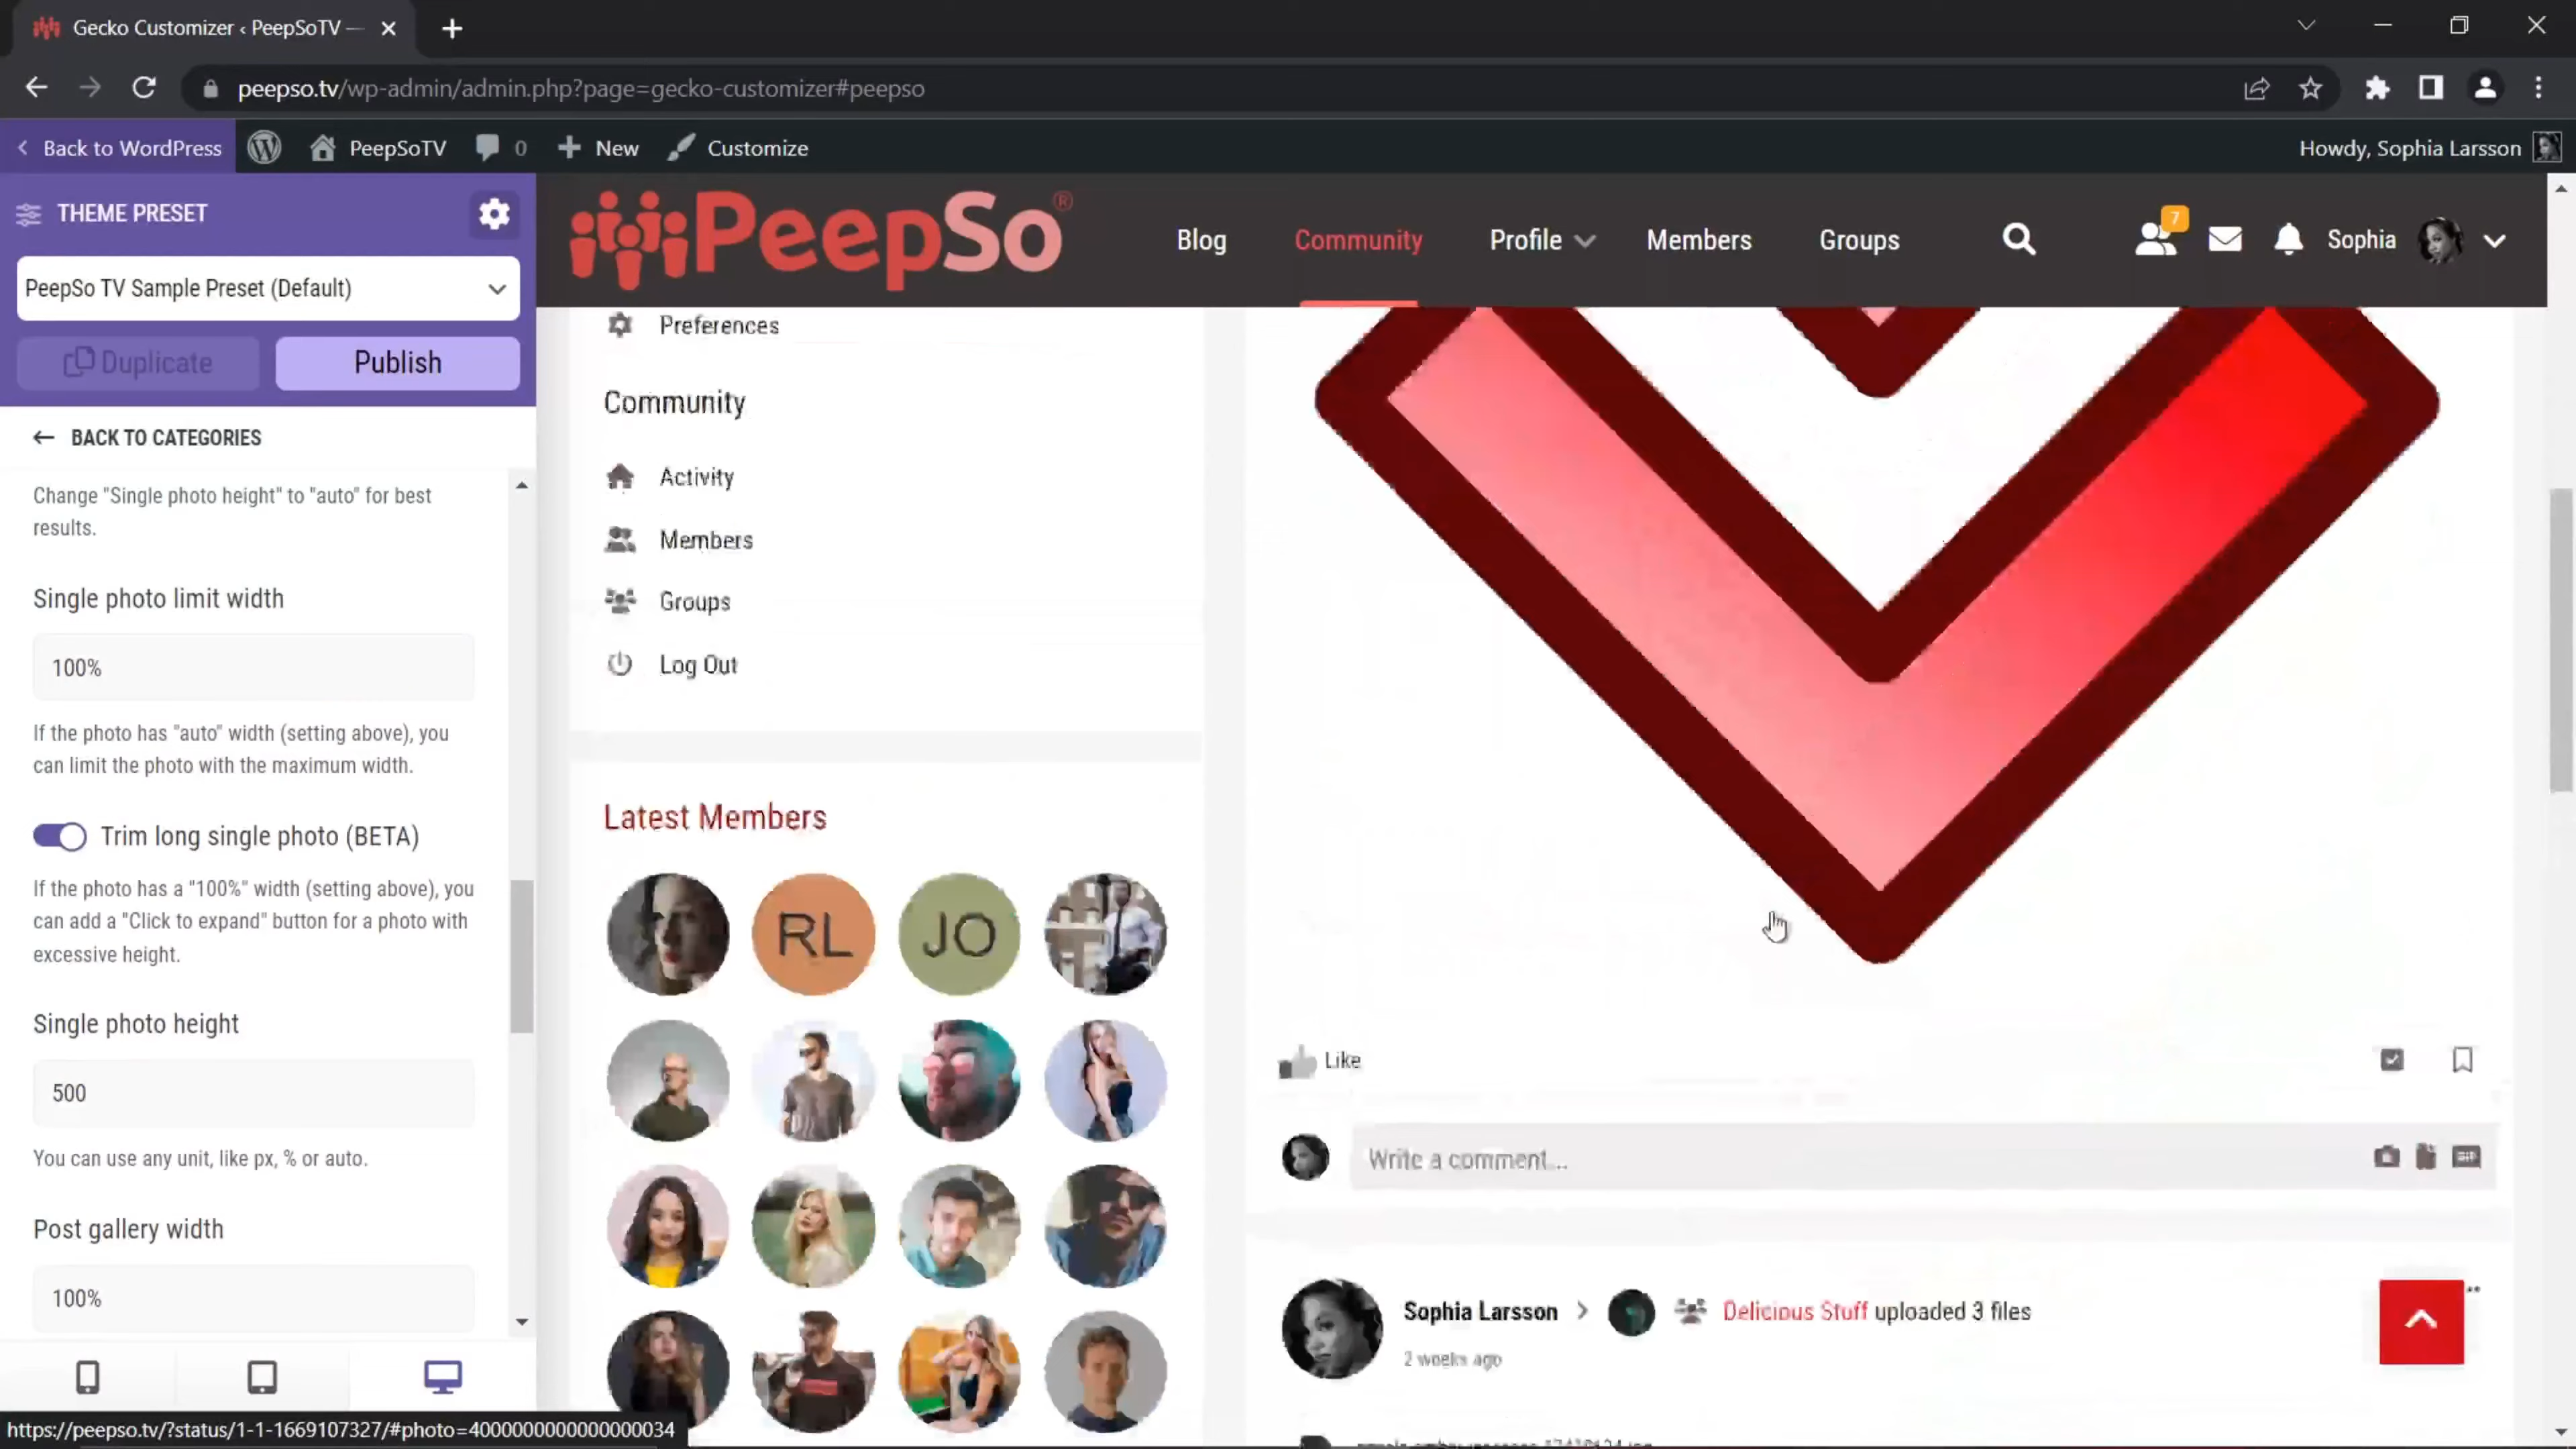 Gecko Customizer ‹ PeepSoTV —
peepso.tv/wp-admin/admin.php?page=gecko-customizer#peepso
Back to WordPress
PeepSoTV
0
New
Customize
Howdy, Sophia Larsson
THEME PRESET
PeepSo TV Sample Preset (Default)
Duplicate
Publish
BACK TO CATEGORIES
Change "Single photo height" to "auto" for best
results.
Single photo limit width
100%
If the photo has "auto" width (setting above), you
can limit the photo with the maximum width.
Trim long single photo (BETA)
If the photo has a "100%" width (setting above), you
can add a "Click to expand" button for a photo with
excessive height.
Single photo height
500
You can use any unit, like px, % or auto.
Post gallery width
100%
https://peepso.tv/?status/1-1-1669107327/#photo=4000000000000000034
PeepSo®
Blog
Community
Profile
Members
Groups
7
Sophia
Preferences
Community
Activity
Members
Groups
Log Out
Latest Members
RL
JO
Like
Write a comment...
Sophia Larsson
Delicious Stuff uploaded 3 files
2 weeks ago